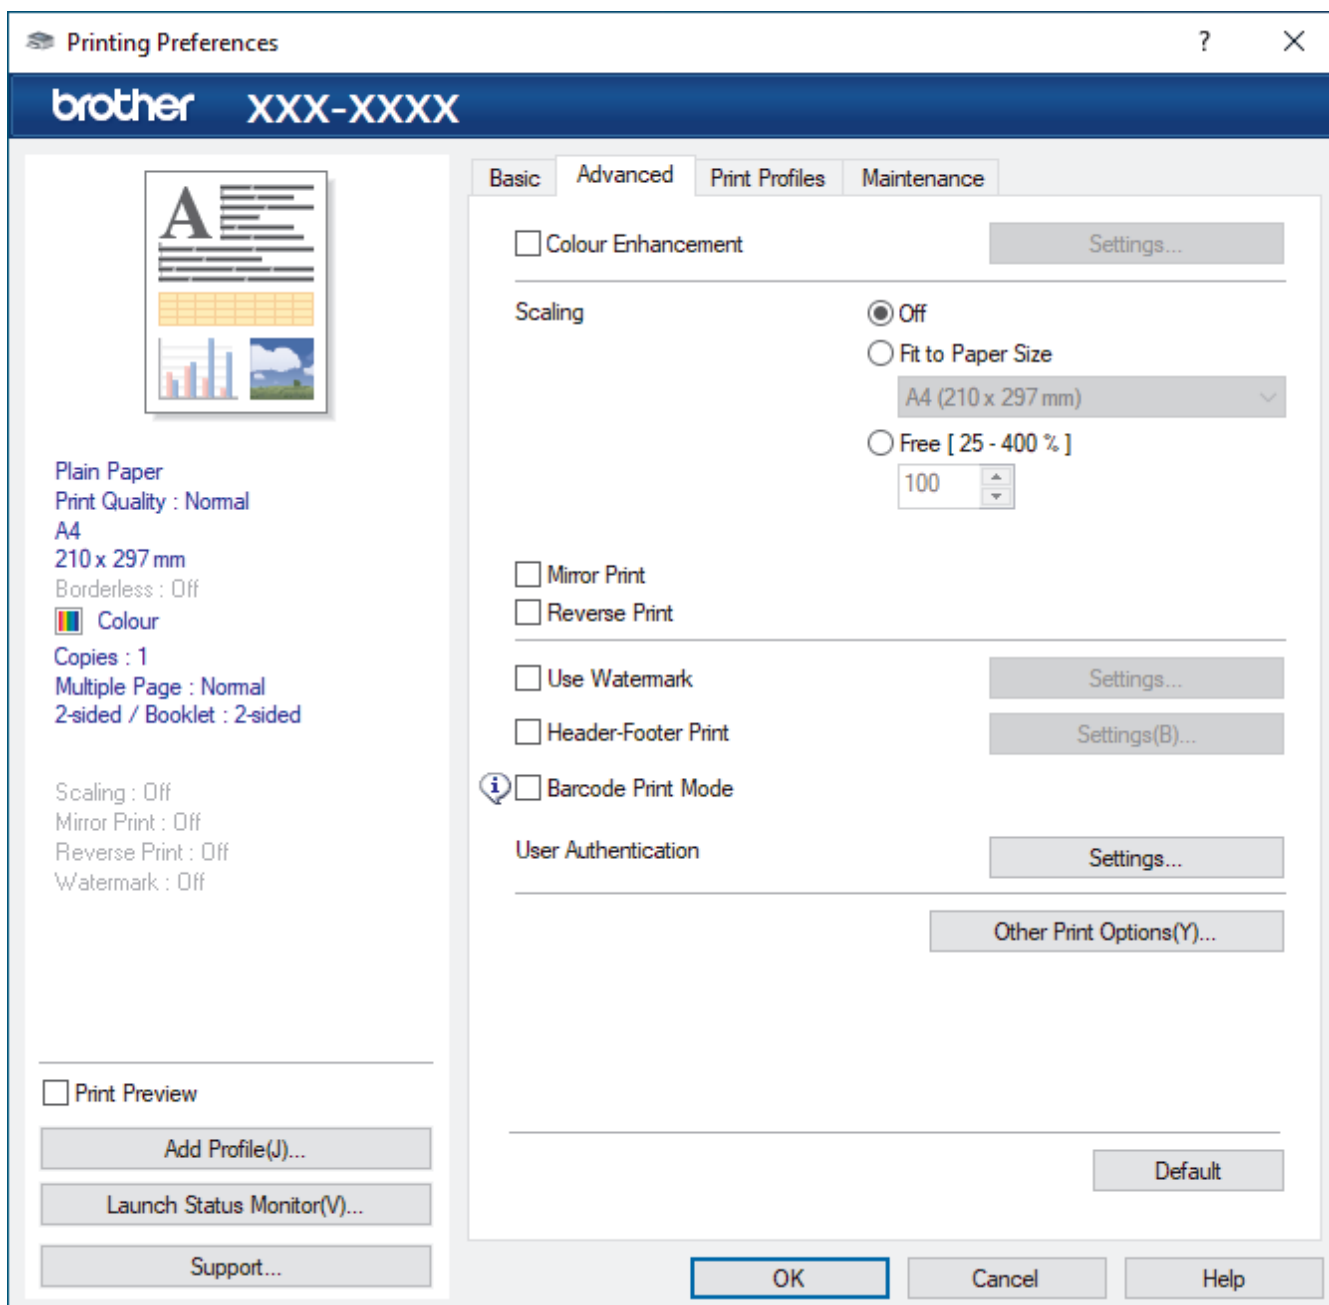 Printing Preferences
?
brother XXX-XXXX
A
Plain Paper
Print Quality : Normal
A4
210 x 297 mm
Borderless : Off
Colour
Copies : 1
Multiple Page : Normal
2-sided / Booklet : 2-sided
Scaling : Off
Mirror Print : Off
Reverse Print : Off
Watermark : Off
Print Preview
Add Profile(J)...
Launch Status Monitor(V)...
Support...
Basic Advanced Print Profiles Maintenance
Colour Enhancement Settings...
Scaling Off
Fit to Paper Size
A4 (210 x 297 mm)
Free [ 25 - 400 % ]
100
Mirror Print
Reverse Print
Use Watermark Settings...
Header-Footer Print Settings(B)...
i Barcode Print Mode
User Authentication Settings...
Other Print Options(Y)...
Default
OK Cancel Help